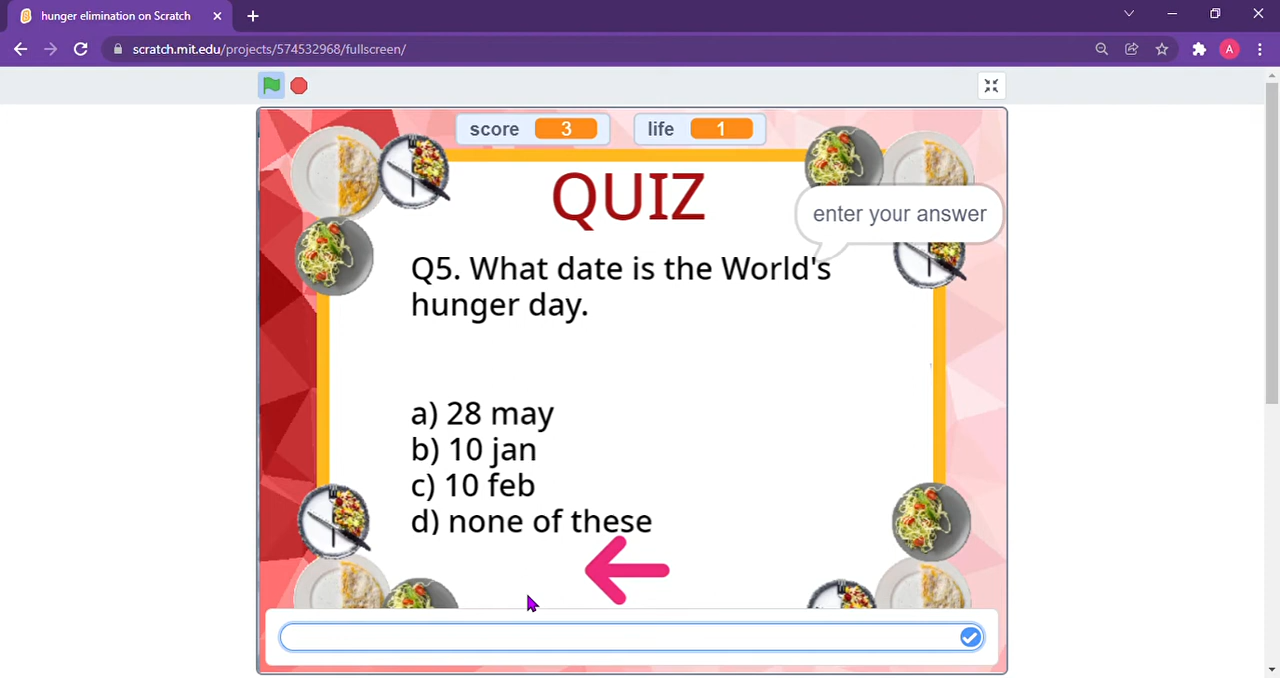 hunger elimination on Scratch
scratch.mit.edu/projects/574532968/fullscreen/
A
score 3 life 1
QUIZ
enter your answer
Q5. What date is the World's
hunger day.
a) 28 may
b) 10 jan
c) 10 feb
d) none of these